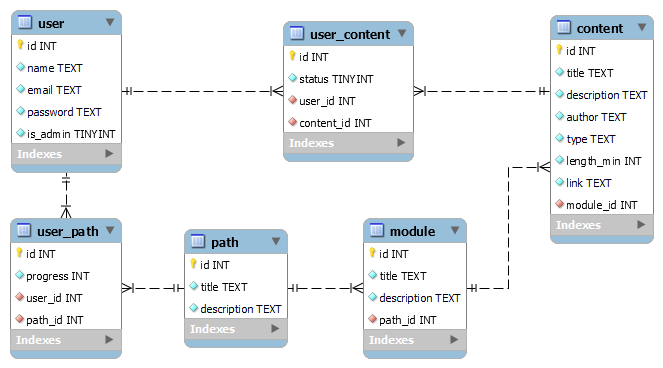 user
id INT
name TEXT
email TEXT
password TEXT
is_admin TINYINT
Indexes
user_content
id INT
status TINYINT
user_id INT
content_id INT
Indexes
content
id INT
title TEXT
description TEXT
author TEXT
type TEXT
length_min INT
link TEXT
module_id INT
Indexes
user_path
id INT
progress INT
user_id INT
path_id INT
Indexes
path
id INT
title TEXT
description TEXT
Indexes
module
id INT
title TEXT
description TEXT
path_id INT
Indexes